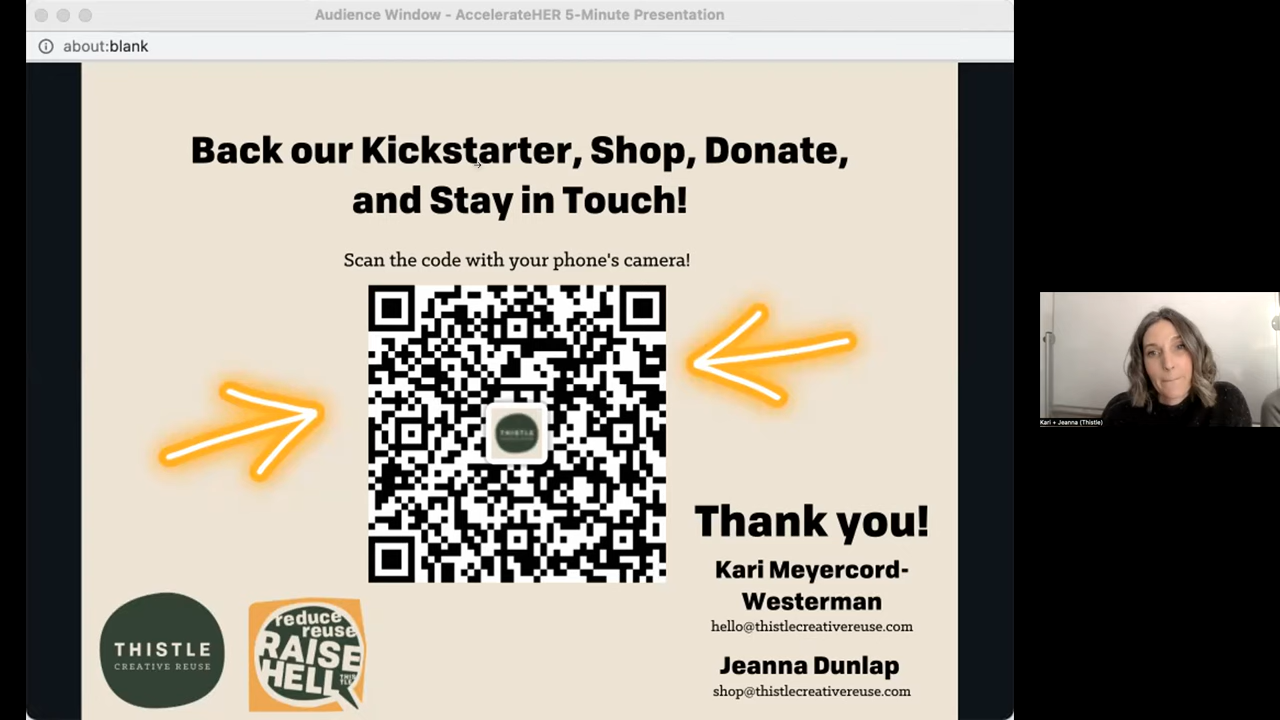 Audience Window - AccelerateHER 5-Minute Presentation
about:blank
Back our Kickstarter, Shop, Donate,
and Stay in Touch!
Scan the code with your phone's camera!
THISTLE
Thank you!
Kari Meyercord-
Westerman
hello@thistlecreativereuse.com
Jeanna Dunlap
shop@thistlecreativereuse.com
THISTLE
CREATIVE REUSE
reduce
reuse
RAISE
HELL
THIS
TLE
Kari + Jeanna (Thistle)